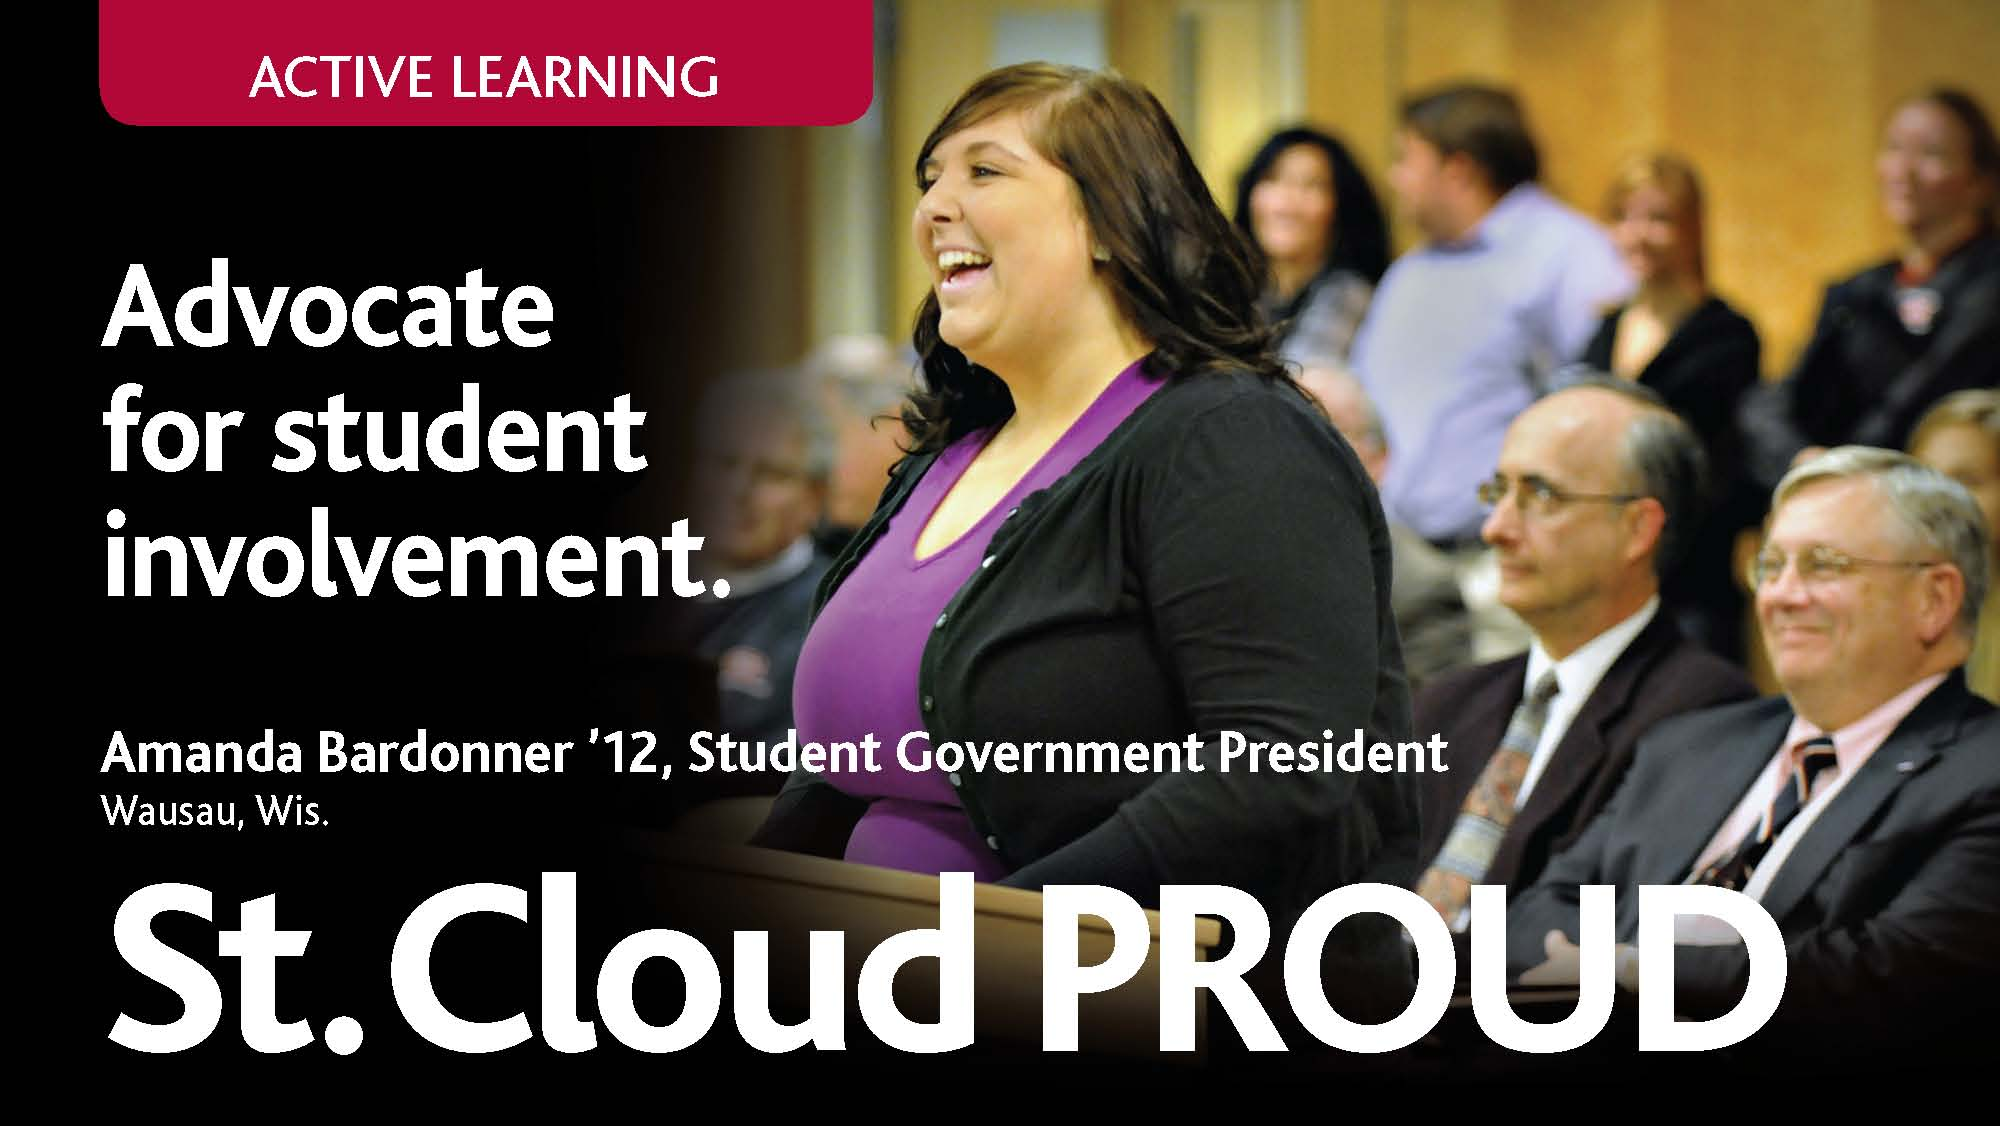 ACTIVE LEARNING
Advocate
for student
involvement.
Amanda Bardonner ’12, Student Government President
Wausau, Wis.
St. Cloud PROUD